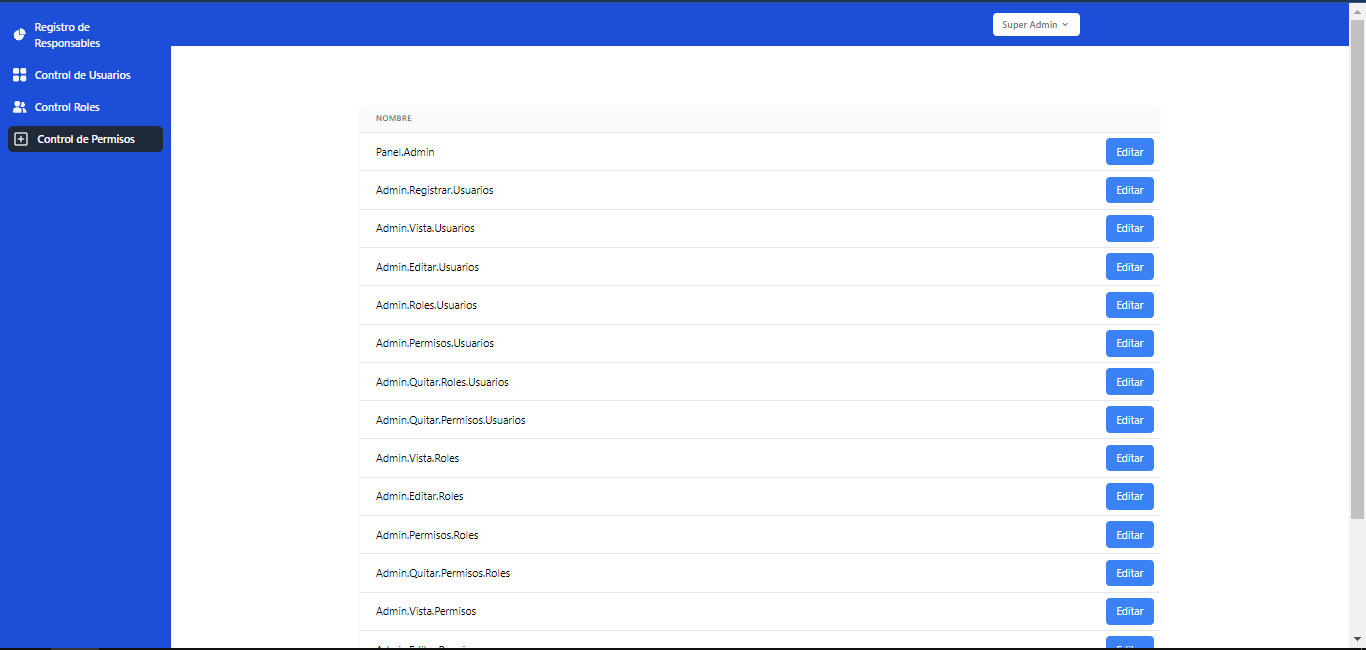 Registro de
Responsables
Control de Usuarios
Control Roles
Control de Permisos
Super Admin
NOMBRE
Panel.Admin Editar
Admin.Registrar.Usuarios Editar
Admin.Vista.Usuarios Editar
Admin.Editar.Usuarios Editar
Admin.Roles.Usuarios Editar
Admin.Permisos.Usuarios Editar
Admin.Quitar.Roles.Usuarios Editar
Admin.Quitar.Permisos.Usuarios Editar
Admin.Vista.Roles Editar
Admin.Editar.Roles Editar
Admin.Permisos.Roles Editar
Admin.Quitar.Permisos.Roles Editar
Admin.Vista.Permisos Editar